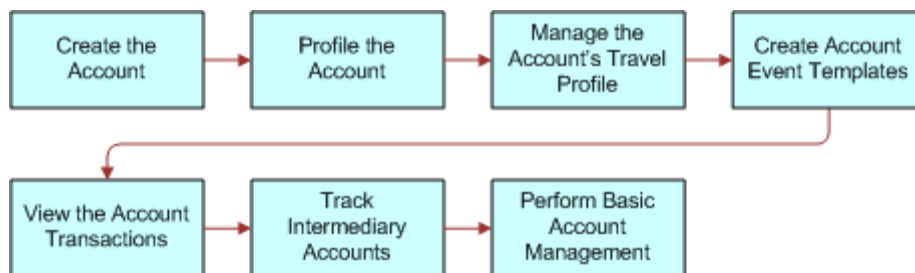 Create the
Account
Profile the
Account
Manage the
Account's Travel
Profile
Create Account
Event Templates
View the Account
Transactions
Track
Intermediary
Accounts
Perform Basic
Account
Management